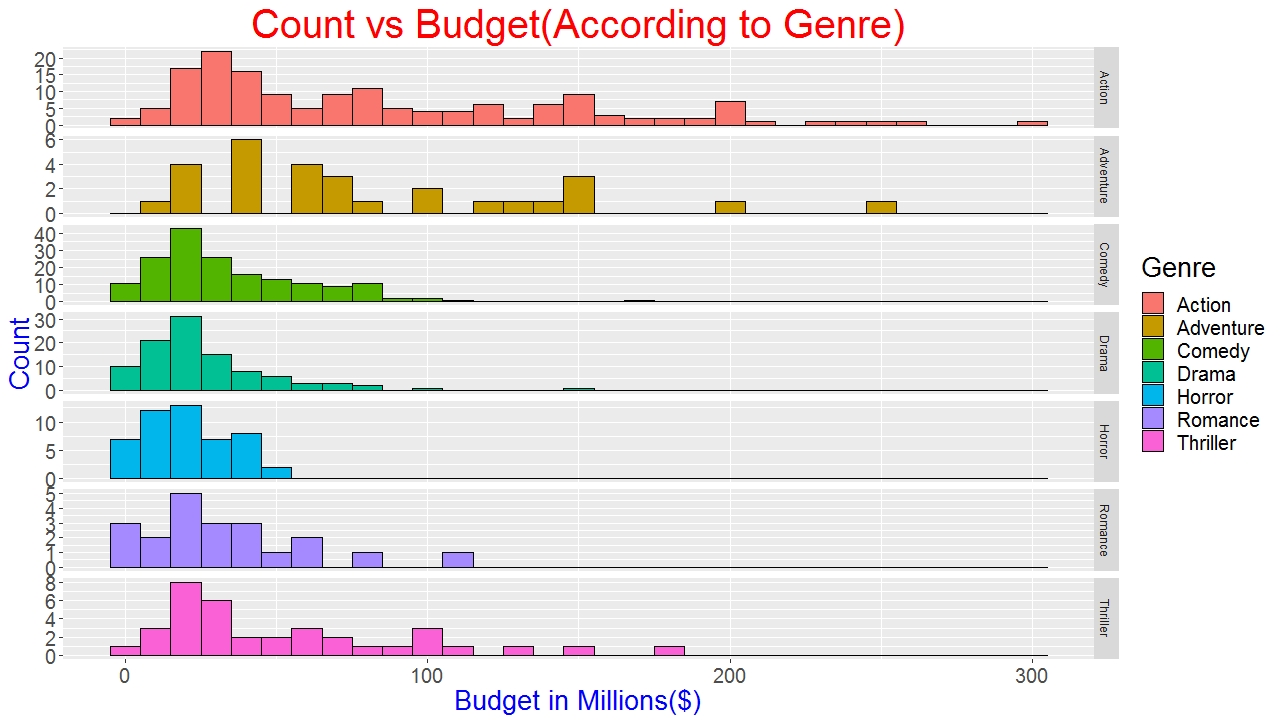 Count vs Budget(According to Genre)
Count
20
15
10
5
0
Action
6
4
2
0
Adventure
40
30
20
10
0
Comedy
30
20
10
0
Drama
10
5
0
Horror
5
4
3
2
1
0
Romance
8
6
4
2
0
Thriller
0 100 200 300
Budget in Millions($)
Genre
Action
Adventure
Comedy
Drama
Horror
Romance
Thriller